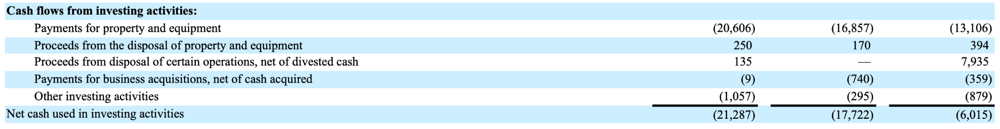 Cash flows from investing activities:
Payments for property and equipment (20,606) (16,857) (13,106)
Proceeds from the disposal of property and equipment 250 170 394
Proceeds from disposal of certain operations, net of divested cash 135 — 7,935
Payments for business acquisitions, net of cash acquired (9) (740) (359)
Other investing activities (1,057) (295) (879)
Net cash used in investing activities (21,287) (17,722) (6,015)